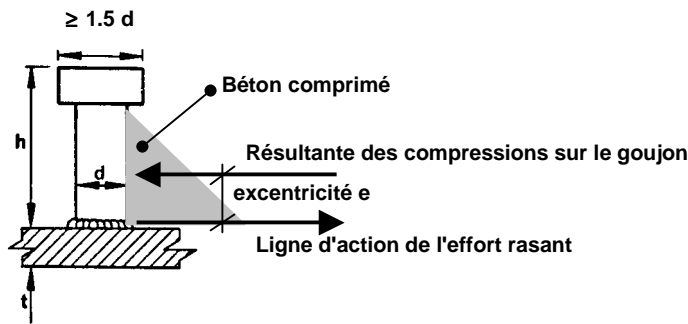 ≥ 1.5 d
Béton comprimé
h
Résultante des compressions sur le goujon
d
excentricité e
Ligne d'action de l'effort rasant
t